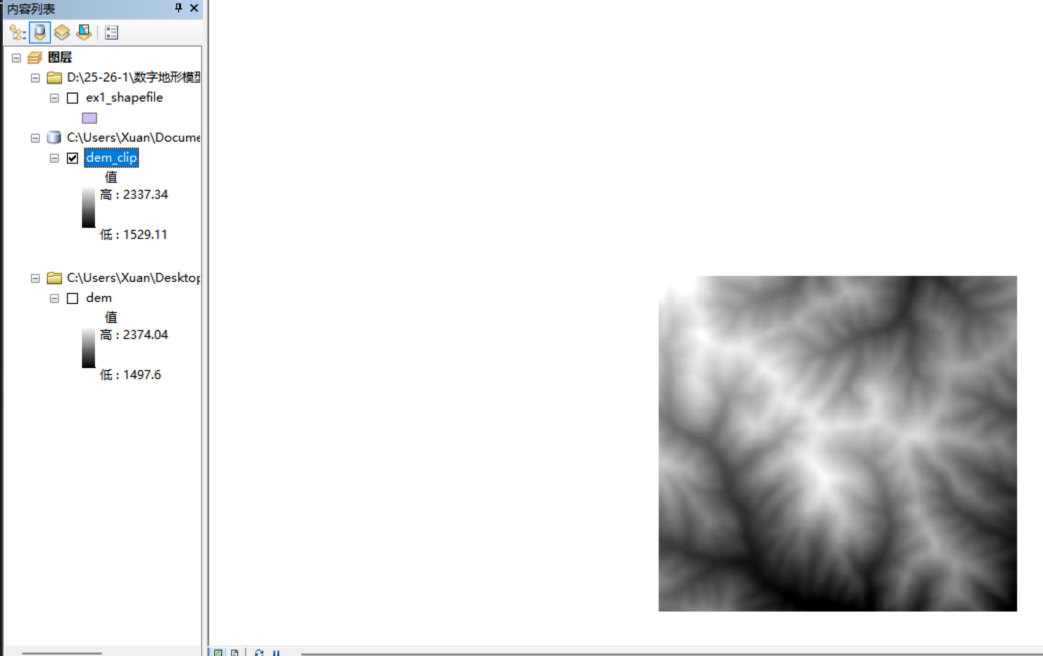 内容列表
图层
D:\25-26-1\数字地形模型
ex1_shapefile
C:\Users\Xuan\Docume
dem_clip
值
高 : 2337.34
低 : 1529.11
C:\Users\Xuan\Desktop
dem
值
高 : 2374.04
低 : 1497.6